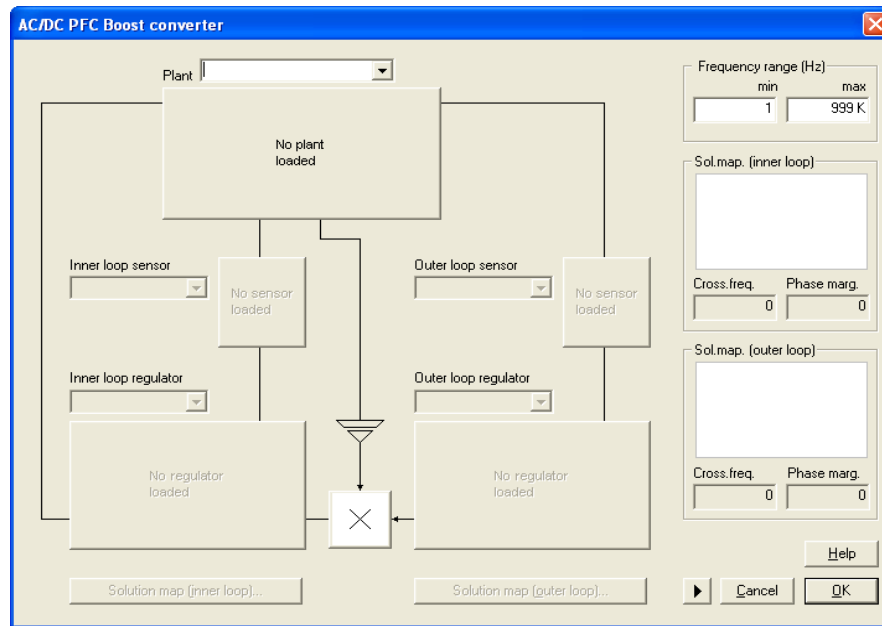 AC/DC PFC Boost converter
Plant
No plant
loaded
Inner loop sensor
No sensor
loaded
Outer loop sensor
No sensor
loaded
Inner loop regulator
No regulator
loaded
Outer loop regulator
No regulator
loaded
Solution map (inner loop)...
Solution map (outer loop)...
Frequency range (Hz)
min max
1 999 K
Sol.map. (inner loop)
Cross.freq. Phase marg.
0 0
Sol.map. (outer loop)
Cross.freq. Phase marg.
0 0
Help
Cancel OK